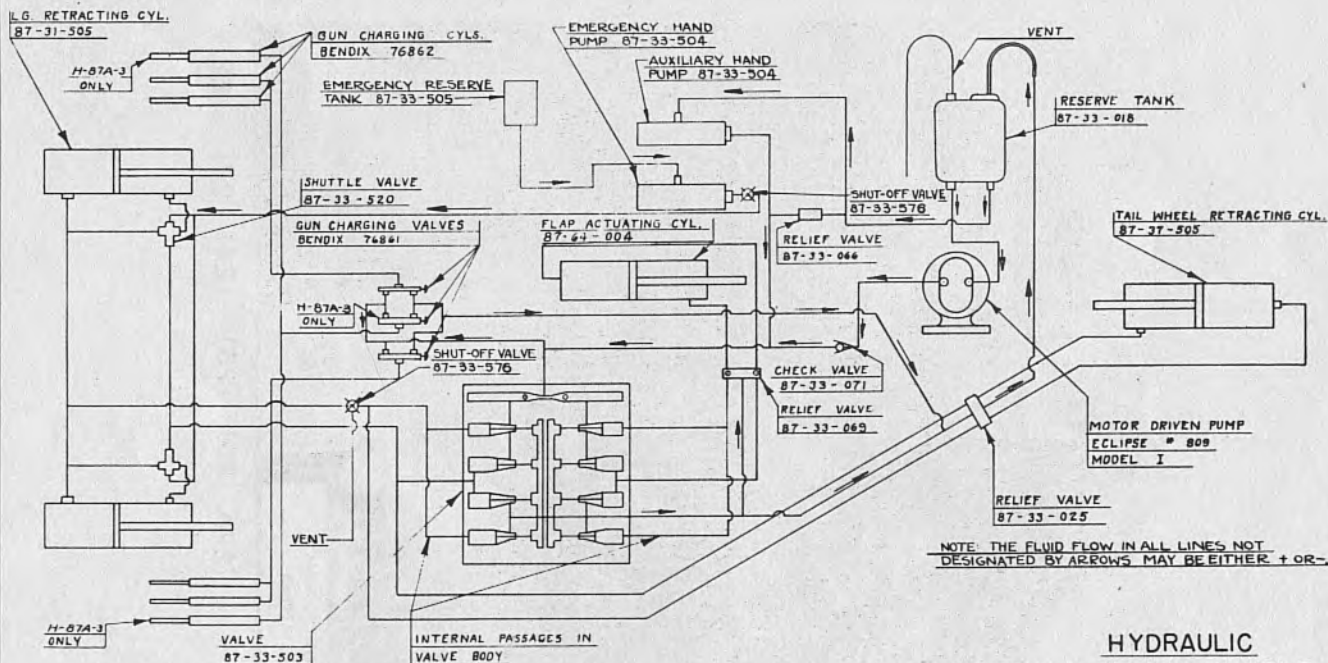 L.G. RETRACTING CYL.
87-31-505
GUN CHARGING CYLS.
BENDIX 76862
H-87A-3
ONLY
EMERGENCY HAND
PUMP 87-33-504
AUXILIARY HAND
PUMP 87-33-504
EMERGENCY RESERVE
TANK 87-33-505
VENT
RESERVE TANK
87-33-018
SHUTTLE VALVE
87-33-520
SHUT-OFF VALVE
87-33-576
GUN CHARGING VALVES
BENDIX 76861
FLAP ACTUATING CYL.
87-64-004
RELIEF VALVE
87-33-066
TAIL WHEEL RETRACTING CYL.
87-37-505
H-87A-3
ONLY
SHUT-OFF VALVE
87-33-576
CHECK VALVE
87-33-071
RELIEF VALVE
87-33-069
MOTOR DRIVEN PUMP
ECLIPSE # 809
MODEL I
RELIEF VALVE
87-33-025
VENT
NOTE: THE FLUID FLOW IN ALL LINES NOT
DESIGNATED BY ARROWS MAY BE EITHER + OR -.
H-87A-3
ONLY
VALVE
87-33-503
INTERNAL PASSAGES IN
VALVE BODY
HYDRAULIC